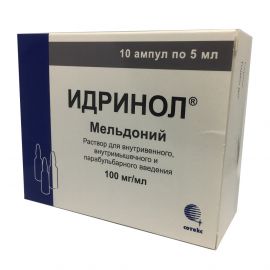 10 ампул по 5 мл
ИДРИНОЛ®
Мельдоний
Раствор для внутривенного,
внутримышечного и
парабульбарного введения
100 мг/мл
сотекс